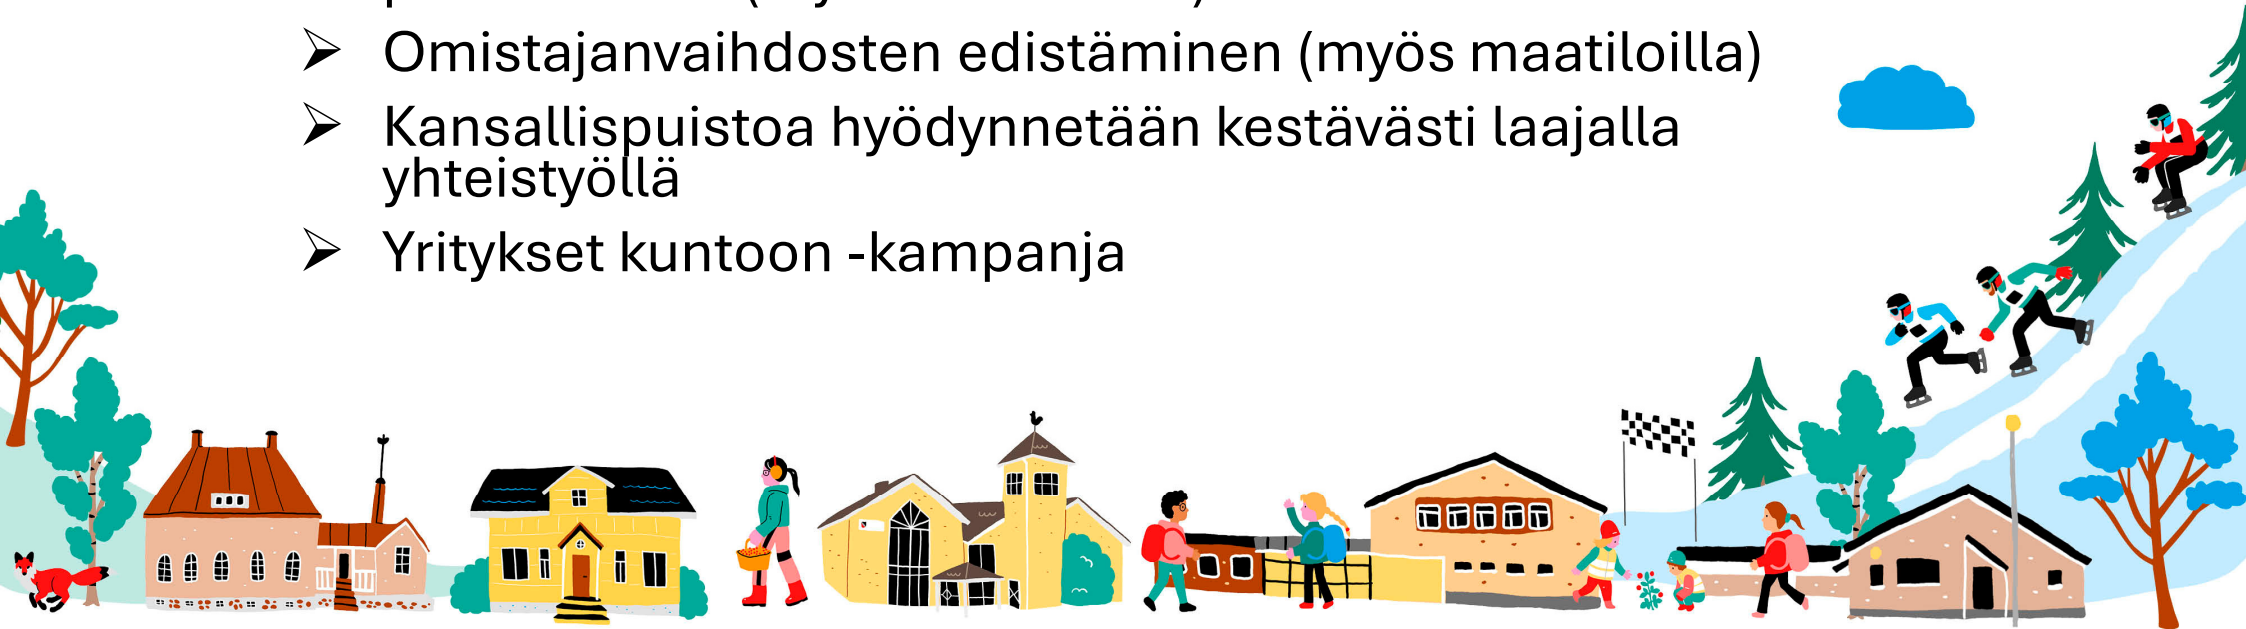 ➢ Omistajanvaihdosten edistäminen (myös maatiloilla)
➢ Kansallispuistoa hyödynnetään kestävästi laajalla
yhteistyöllä
➢ Yritykset kuntoon -kampanja